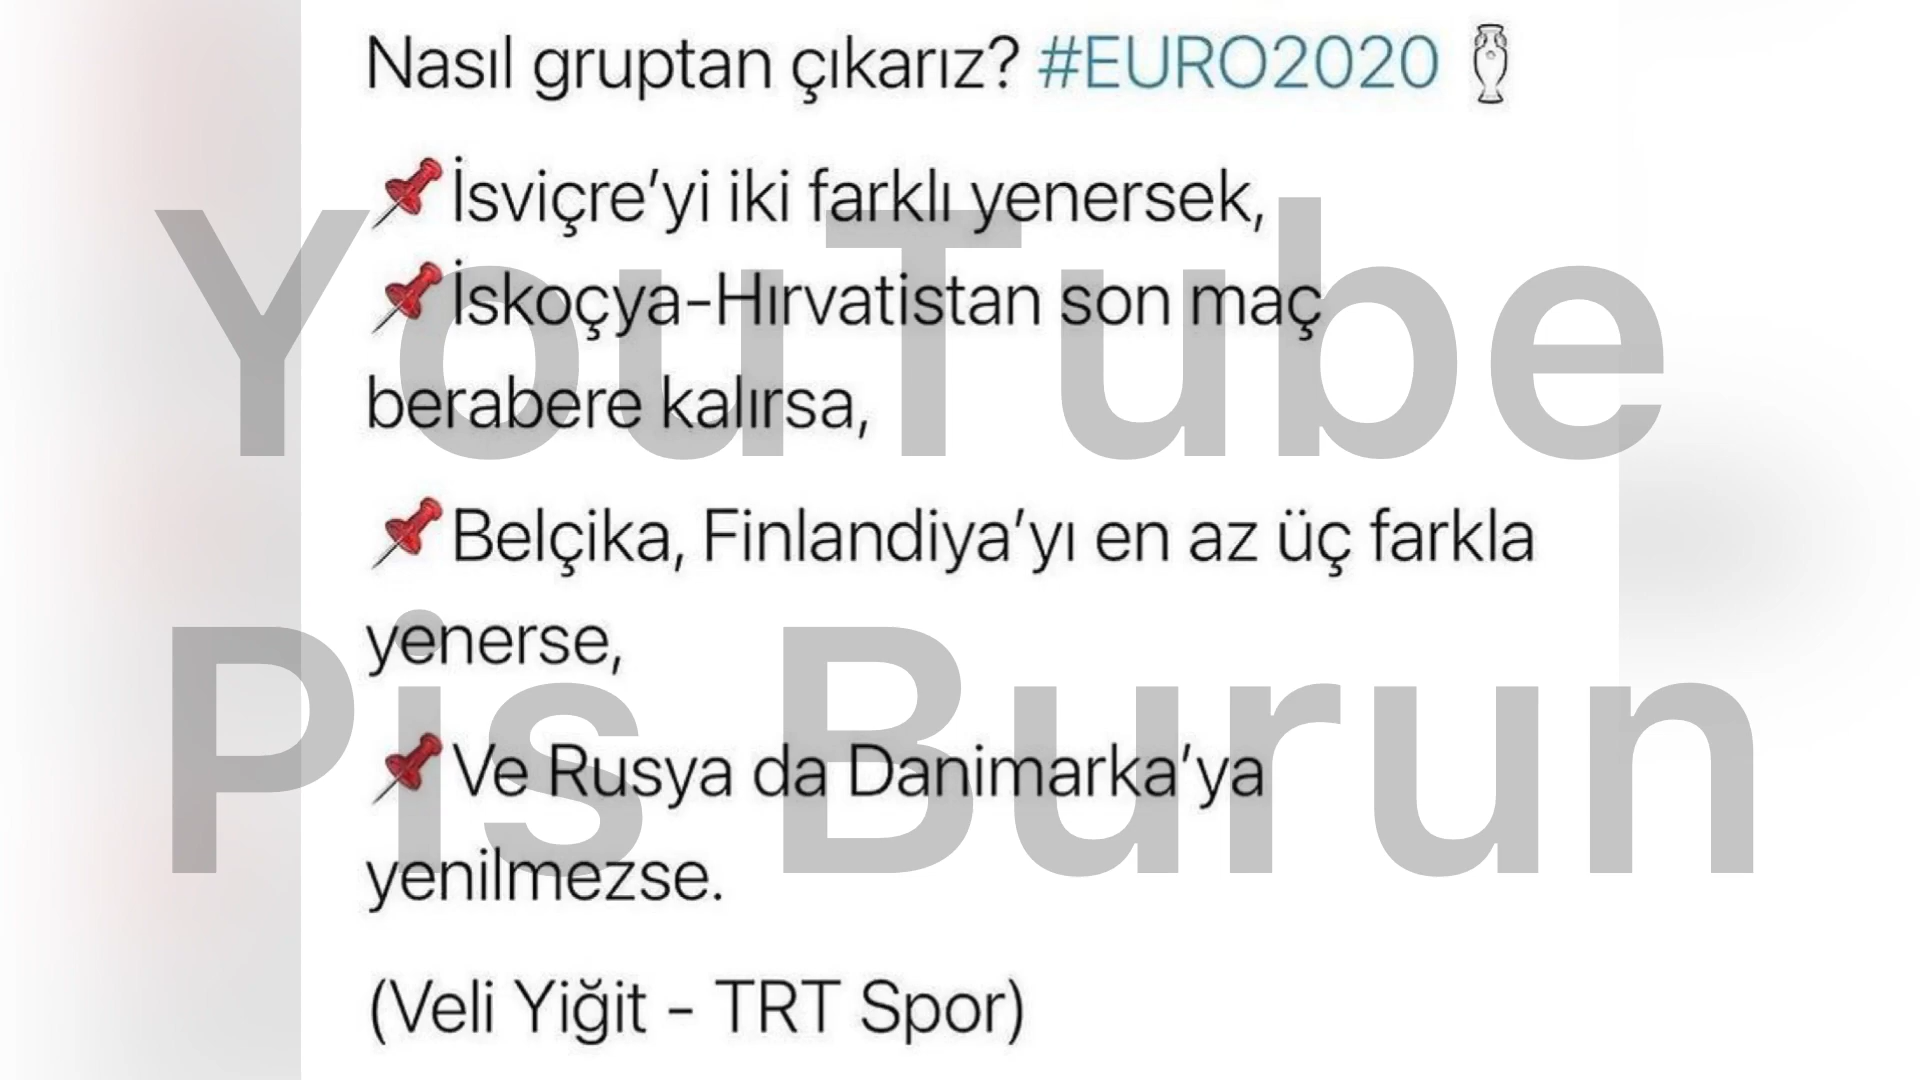 Nasıl gruptan çıkarız? #EURO2020
İsviçre’yi iki farklı yenersek,
İskoçya-Hırvatistan son maç
berabere kalırsa,
Belçika, Finlandiya’yı en az üç farkla
yenerse,
Ve Rusya da Danimarka’ya
yenilmezse.
(Veli Yiğit - TRT Spor)
YouTube
Pis Burun